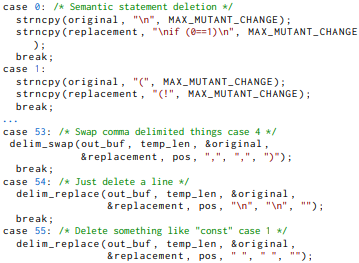 case 0: /* Semantic statement deletion */
strncpy(original, "\n", MAX_MUTANT_CHANGE);
strncpy(replacement, "\nif (0==1)\n", MAX_MUTANT_CHANGE
);
break;
case 1:
strncpy(original, "(", MAX_MUTANT_CHANGE);
strncpy(replacement, "(!", MAX_MUTANT_CHANGE);
break;
...
case 53: /* Swap comma delimited things case 4 */
delim_swap(out_buf, temp_len, &original,
&replacement, pos, ",", ",", ")");
break;
case 54: /* Just delete a line */
delim_replace(out_buf, temp_len, &original,
&replacement, pos, "\n", "\n", "");
break;
case 55: /* Delete something like "const" case 1 */
delim_replace(out_buf, temp_len, &original,
&replacement, pos, " ", " ", "");